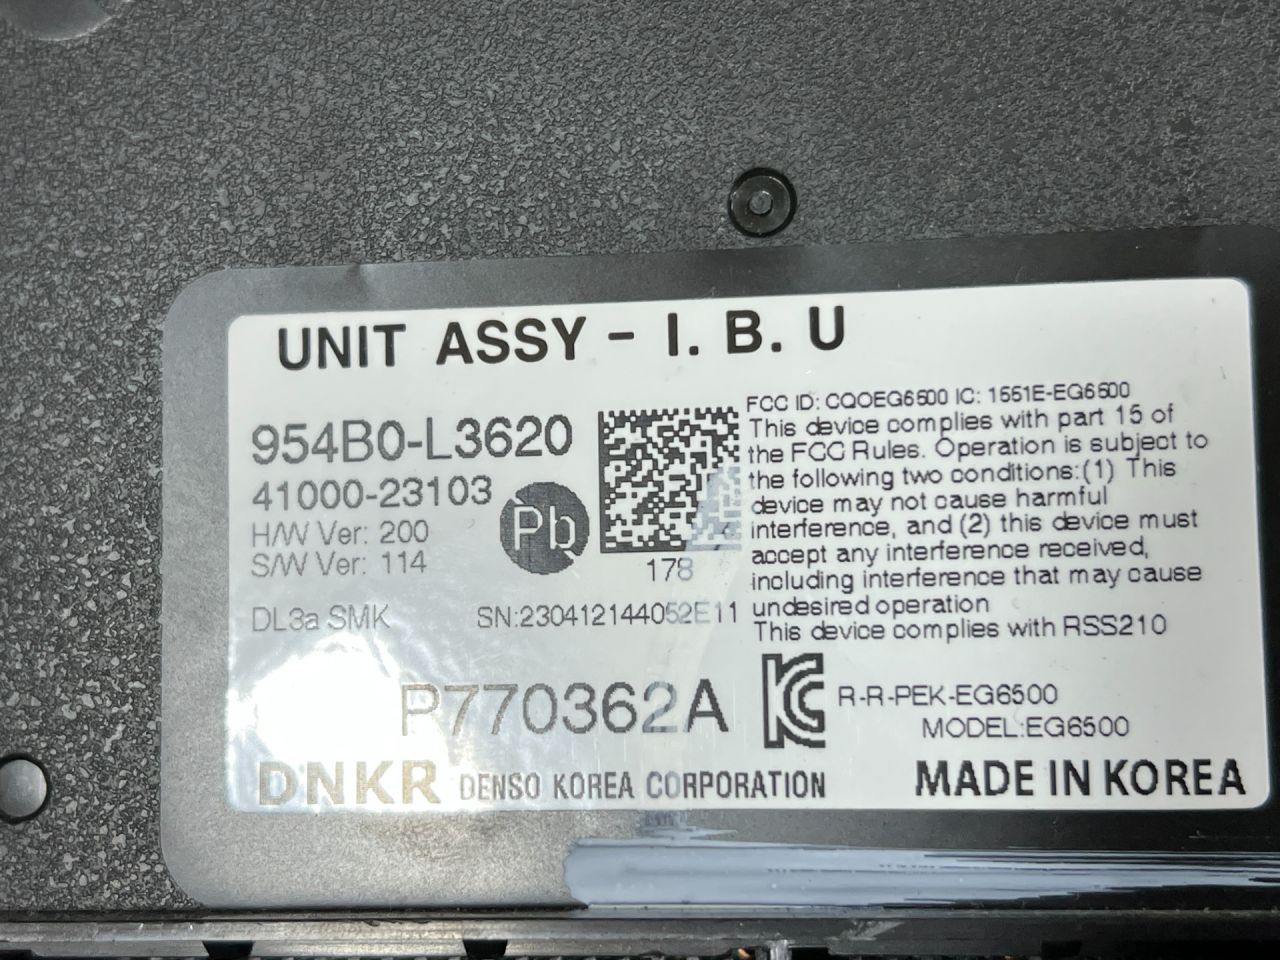 UNIT ASSY - I. B. U
954B0-L3620
41000-23103
H/W Ver: 200
S/W Ver: 114
Pb
178
DL3a SMK
SN:230412144052E11
P770362A
DNKR DENSO KOREA CORPORATION
FCC ID: CQOEG6500 IC: 1551E-EG6500
This device complies with part 15 of
the FCC Rules. Operation is subject to
the following two conditions:(1) This
device may not cause harmful
interference, and (2) this device must
accept any interference received,
including interference that may cause
undesired operation
This device complies with RSS210
R-R-PEK-EG6500
MODEL:EG6500
MADE IN KOREA